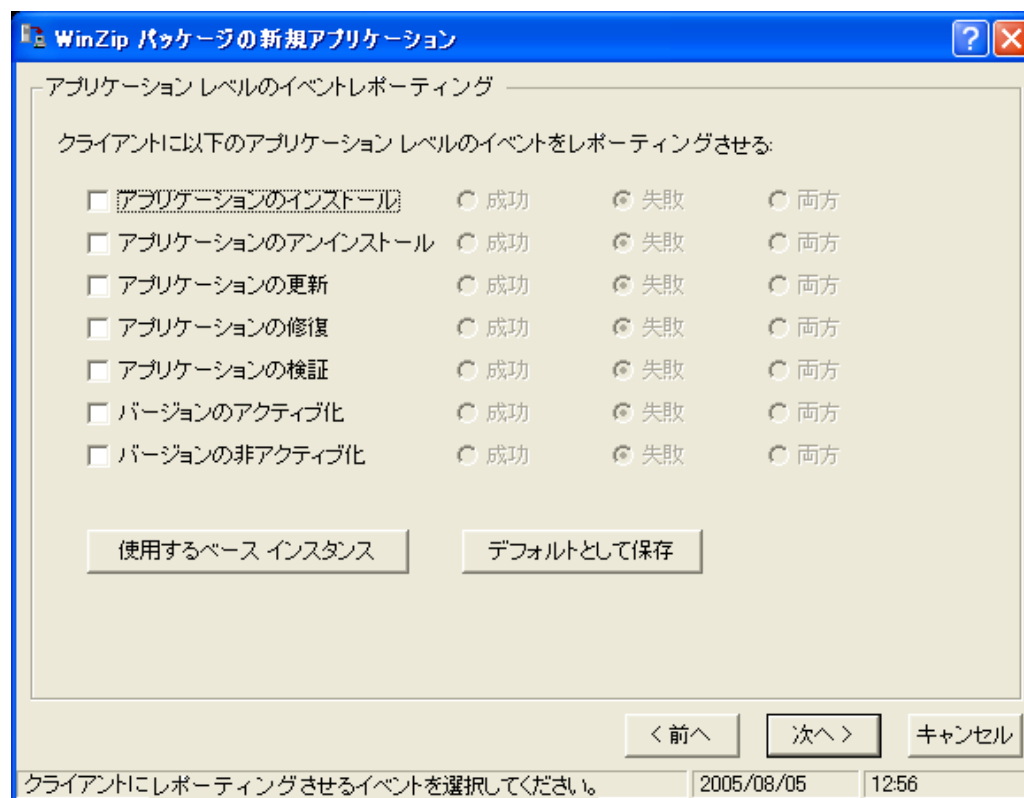 WinZip パッケージの新規アプリケーション
アプリケーション レベルのイベントレポーティング
クライアントに以下のアプリケーション レベルのイベントをレポーティングさせる:
アプリケーションのインストール 成功 失敗 両方
アプリケーションのアンインストール 成功 失敗 両方
アプリケーションの更新 成功 失敗 両方
アプリケーションの修復 成功 失敗 両方
アプリケーションの検証 成功 失敗 両方
バージョンのアクティブ化 成功 失敗 両方
バージョンの非アクティブ化 成功 失敗 両方
使用するベース インスタンス デフォルトとして保存
< 前へ 次へ > キャンセル
クライアントにレポーティングさせるイベントを選択してください。 2005/08/05 12:56